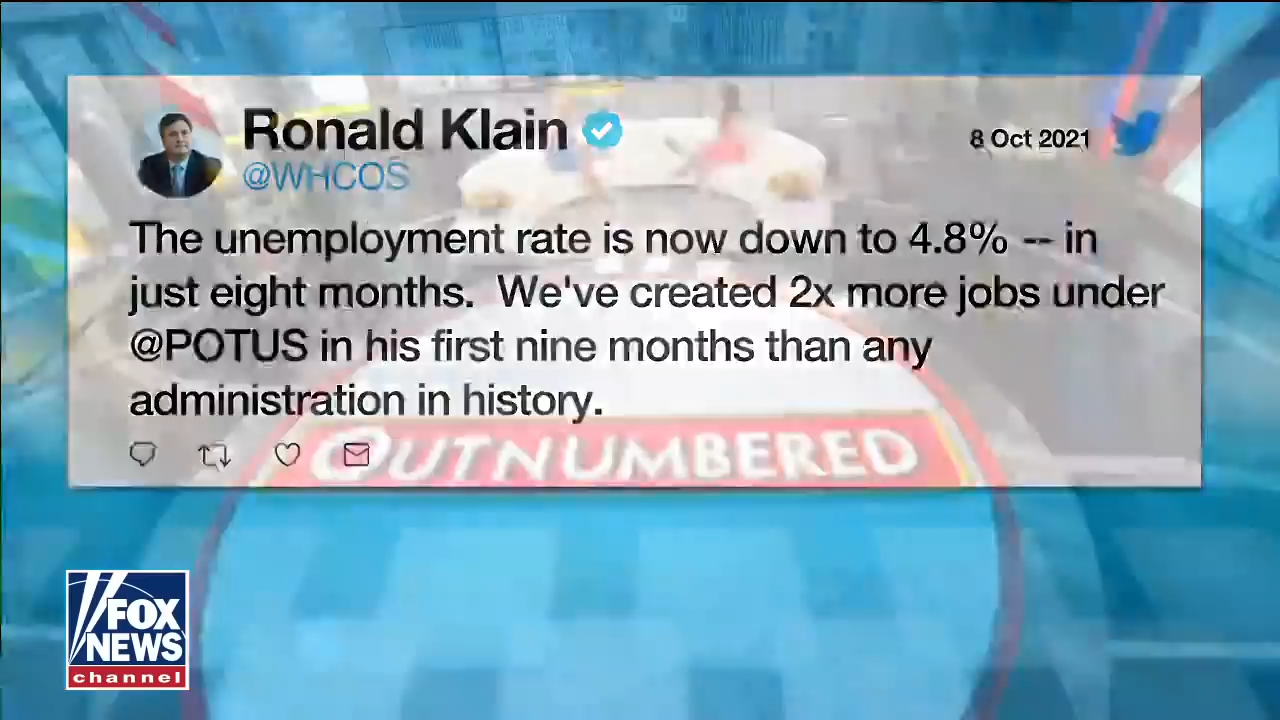 Ronald Klain
@WHCOS
8 Oct 2021
The unemployment rate is now down to 4.8% -- in
just eight months. We've created 2x more jobs under
@POTUS in his first nine months than any
administration in history.
OUTNUMBERED
FOX
NEWS
channel